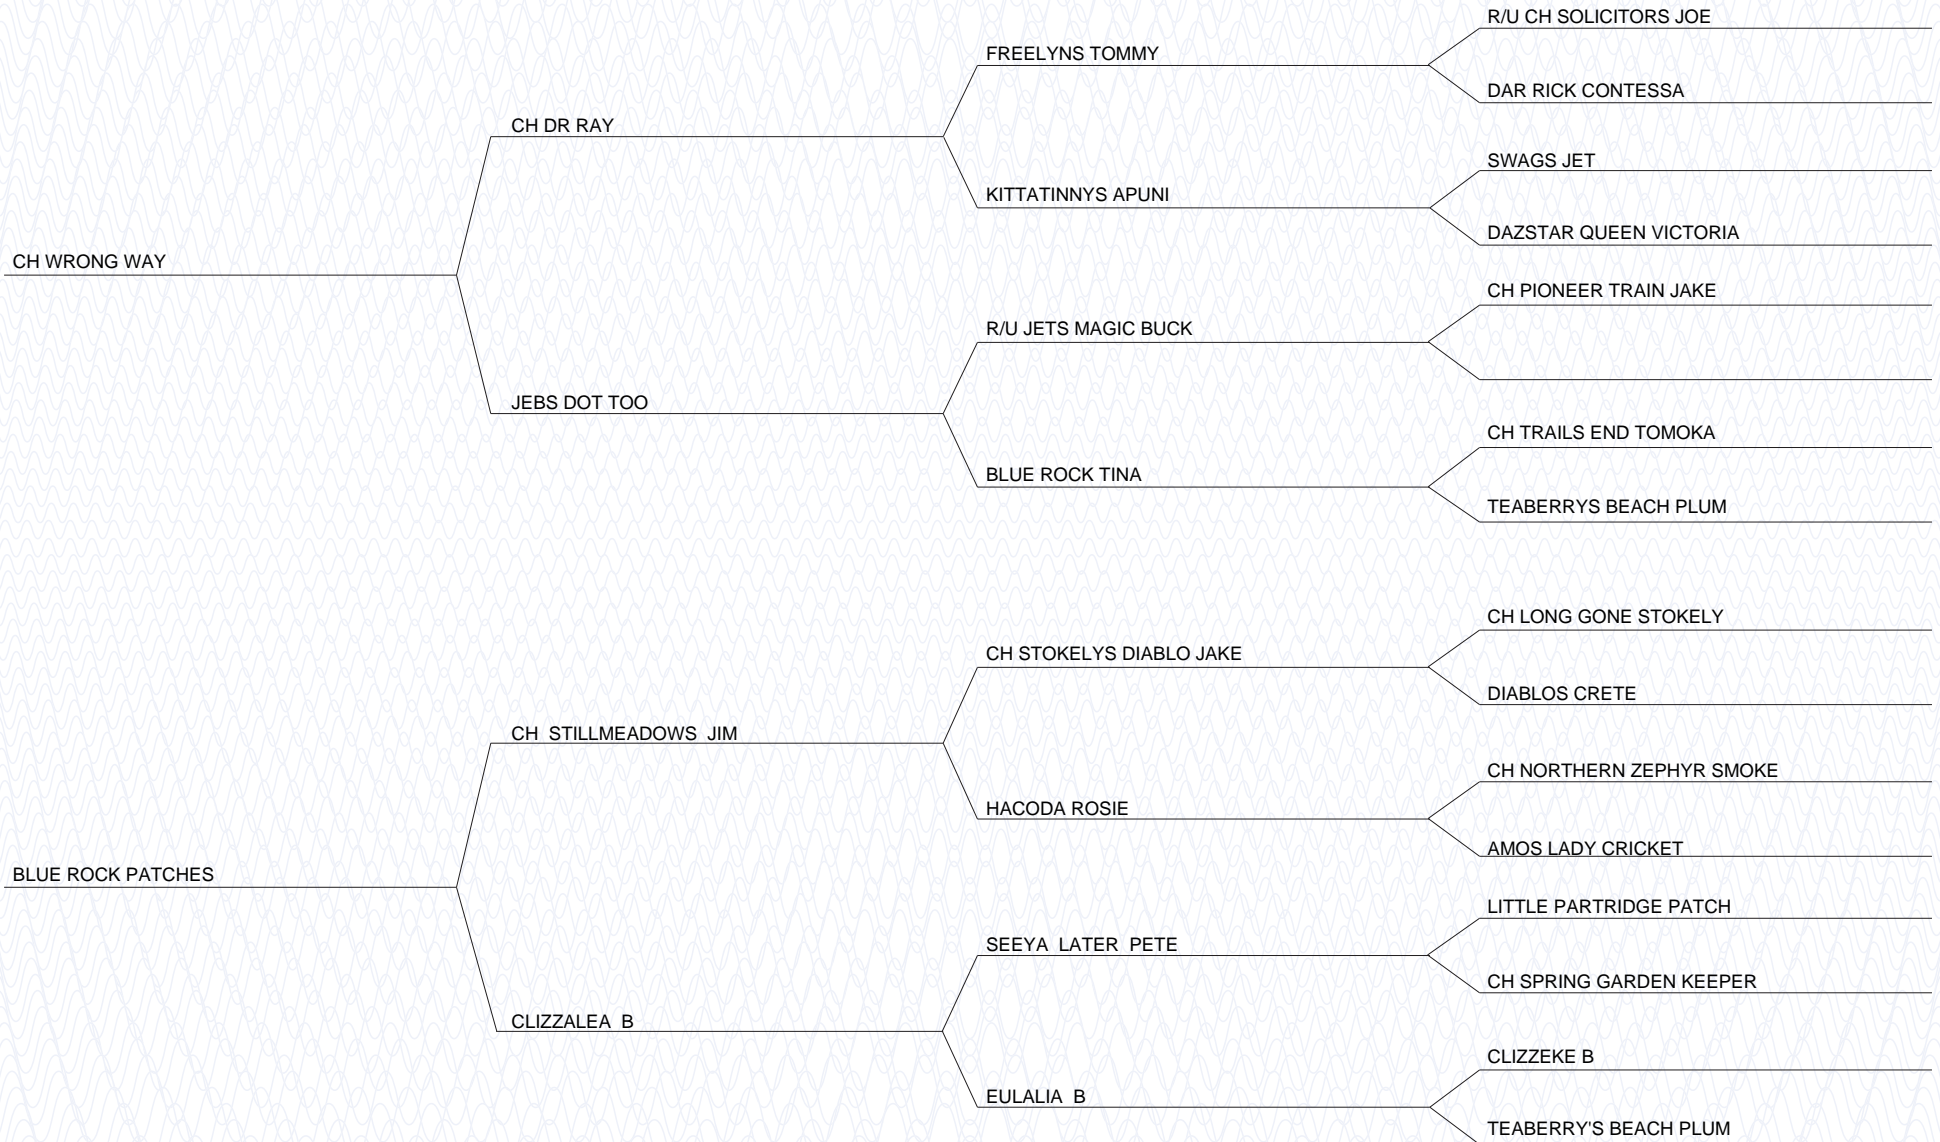 R/U CH SOLICITORS JOE
FREELYNS TOMMY
DAR RICK CONTESSA
CH DR RAY
SWAGS JET
KITTATINNYS APUNI
DAZSTAR QUEEN VICTORIA
CH WRONG WAY
CH PIONEER TRAIN JAKE
R/U JETS MAGIC BUCK
JEBS DOT TOO
CH TRAILS END TOMOKA
BLUE ROCK TINA
TEABERRYS BEACH PLUM
CH LONG GONE STOKELY
CH STOKELYS DIABLO JAKE
DIABLOS CRETE
CH  STILLMEADOWS  JIM
CH NORTHERN ZEPHYR SMOKE
HACODA ROSIE
AMOS LADY CRICKET
BLUE ROCK PATCHES
LITTLE PARTRIDGE PATCH
SEEYA  LATER  PETE
CH SPRING GARDEN KEEPER
CLIZZALEA  B
CLIZZEKE B
EULALIA  B
TEABERRY'S BEACH PLUM